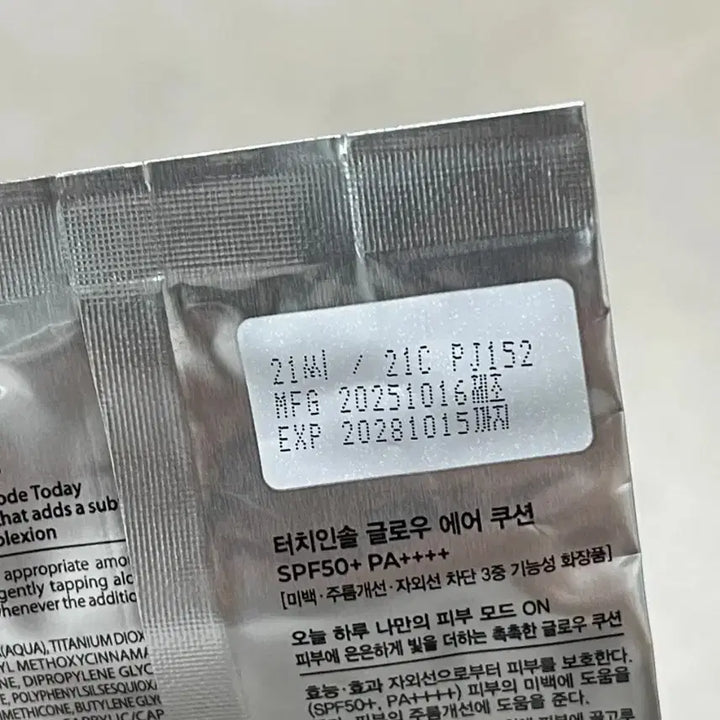 21씨 / 21C PJ152
MFG 20251016제조
EXP 20281015까지
터치인솔 글로우 에어 쿠션
SPF50+ PA++++
[미백·주름개선·자외선 차단 3중 기능성 화장품]
오늘 하루 나만의 피부 모드 ON
피부에 은은하게 빛을 더하는 촉촉한 글로우 쿠션
효능·효과 자외선으로부터 피부를 보호한다.
(SPF50+, PA++++) 피부의 미백에 도움을
피부의 주름개선에 도움을 준다.
ode Today
that adds a sub
plexion
appropriate amo
gently tapping alc
whenever the additic
(AQUA), TITANIUM DIOX
YL METHOXYCINNAMA
NE, DIPROPYLENE GLYC
E, POLYPHENYLSILSESQUIOX
IMETHICONE, BUTYLENE GLY